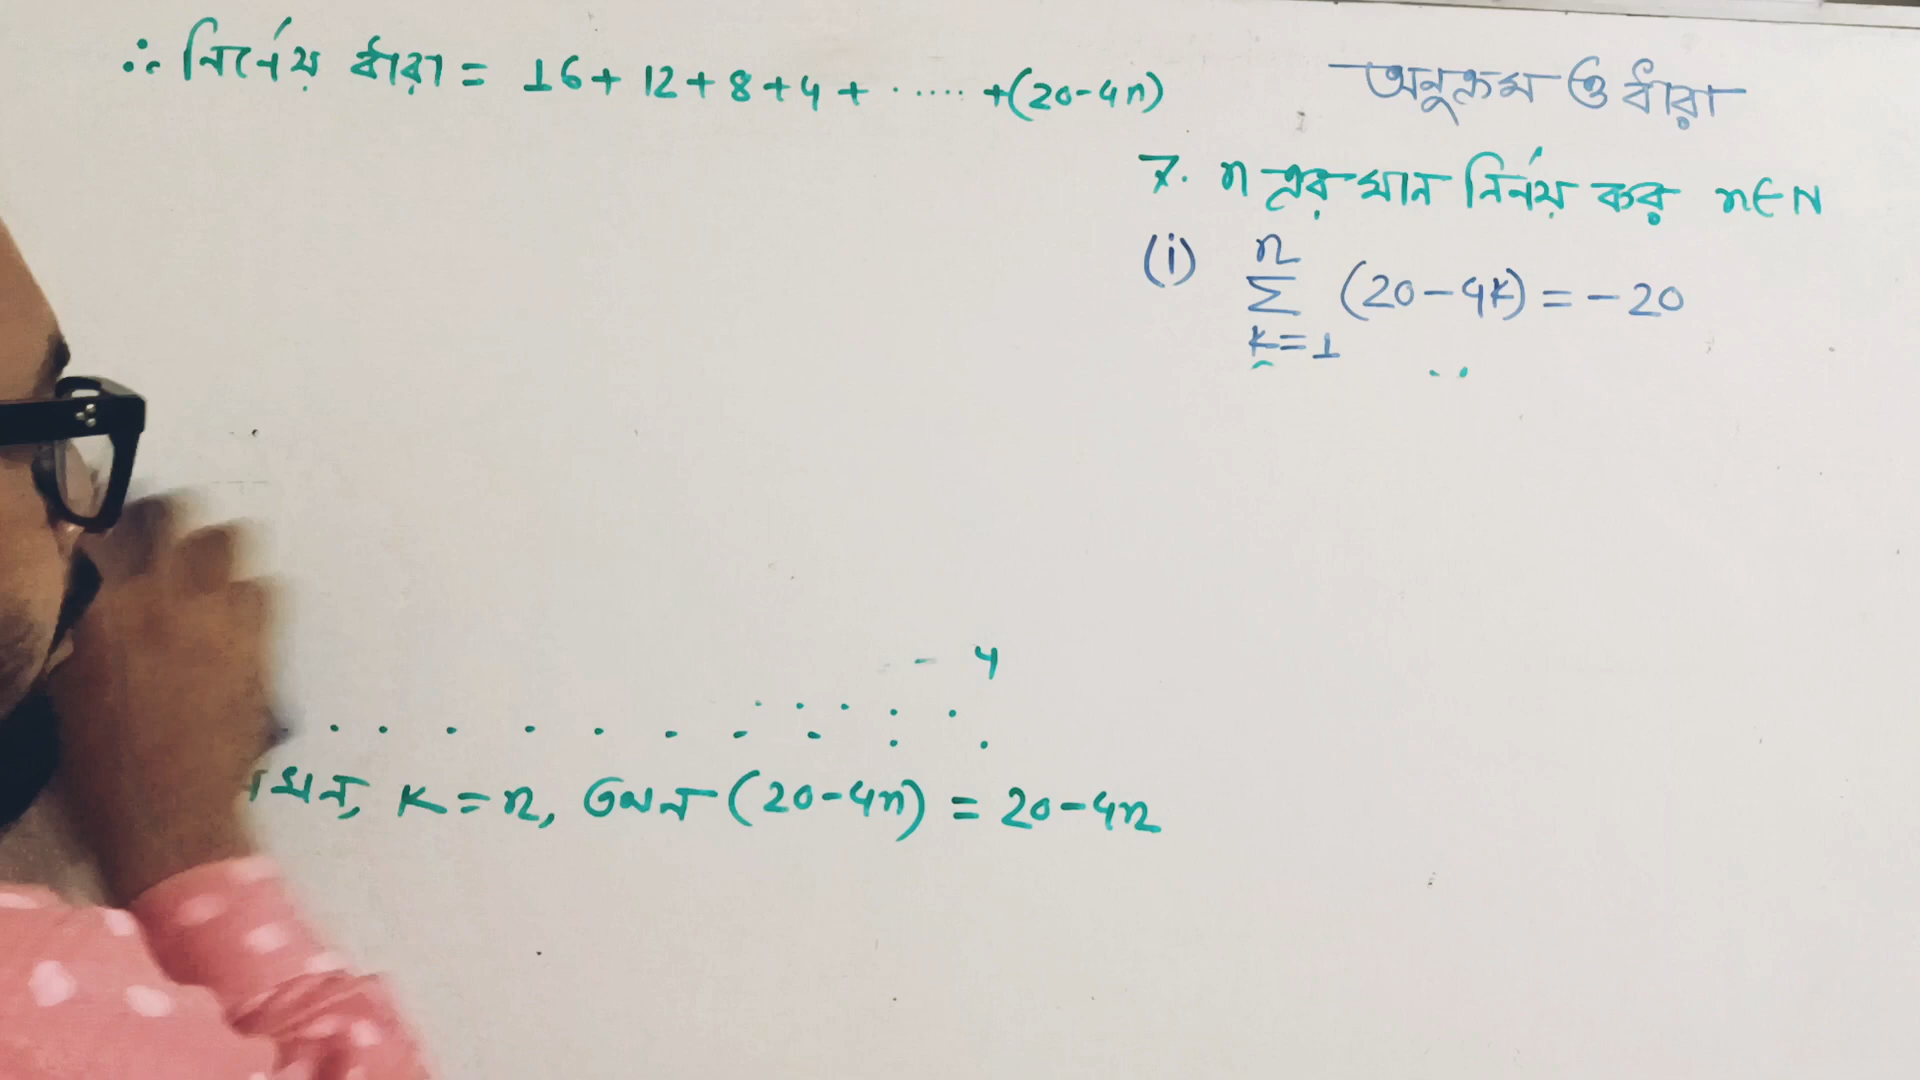 ∴ নির্ণেয় ধারা = 16 + 12 + 8 + 4 + ...... + (20-4n)
অনুক্রম ও ধারা
7. n এর মান নির্ণয় কর n∈N
(i) n
Σ (20-4k) = -20
k=1
- 4
. . . . . . . . . .
যখন, k = n, তখন (20-4n) = 20-4n